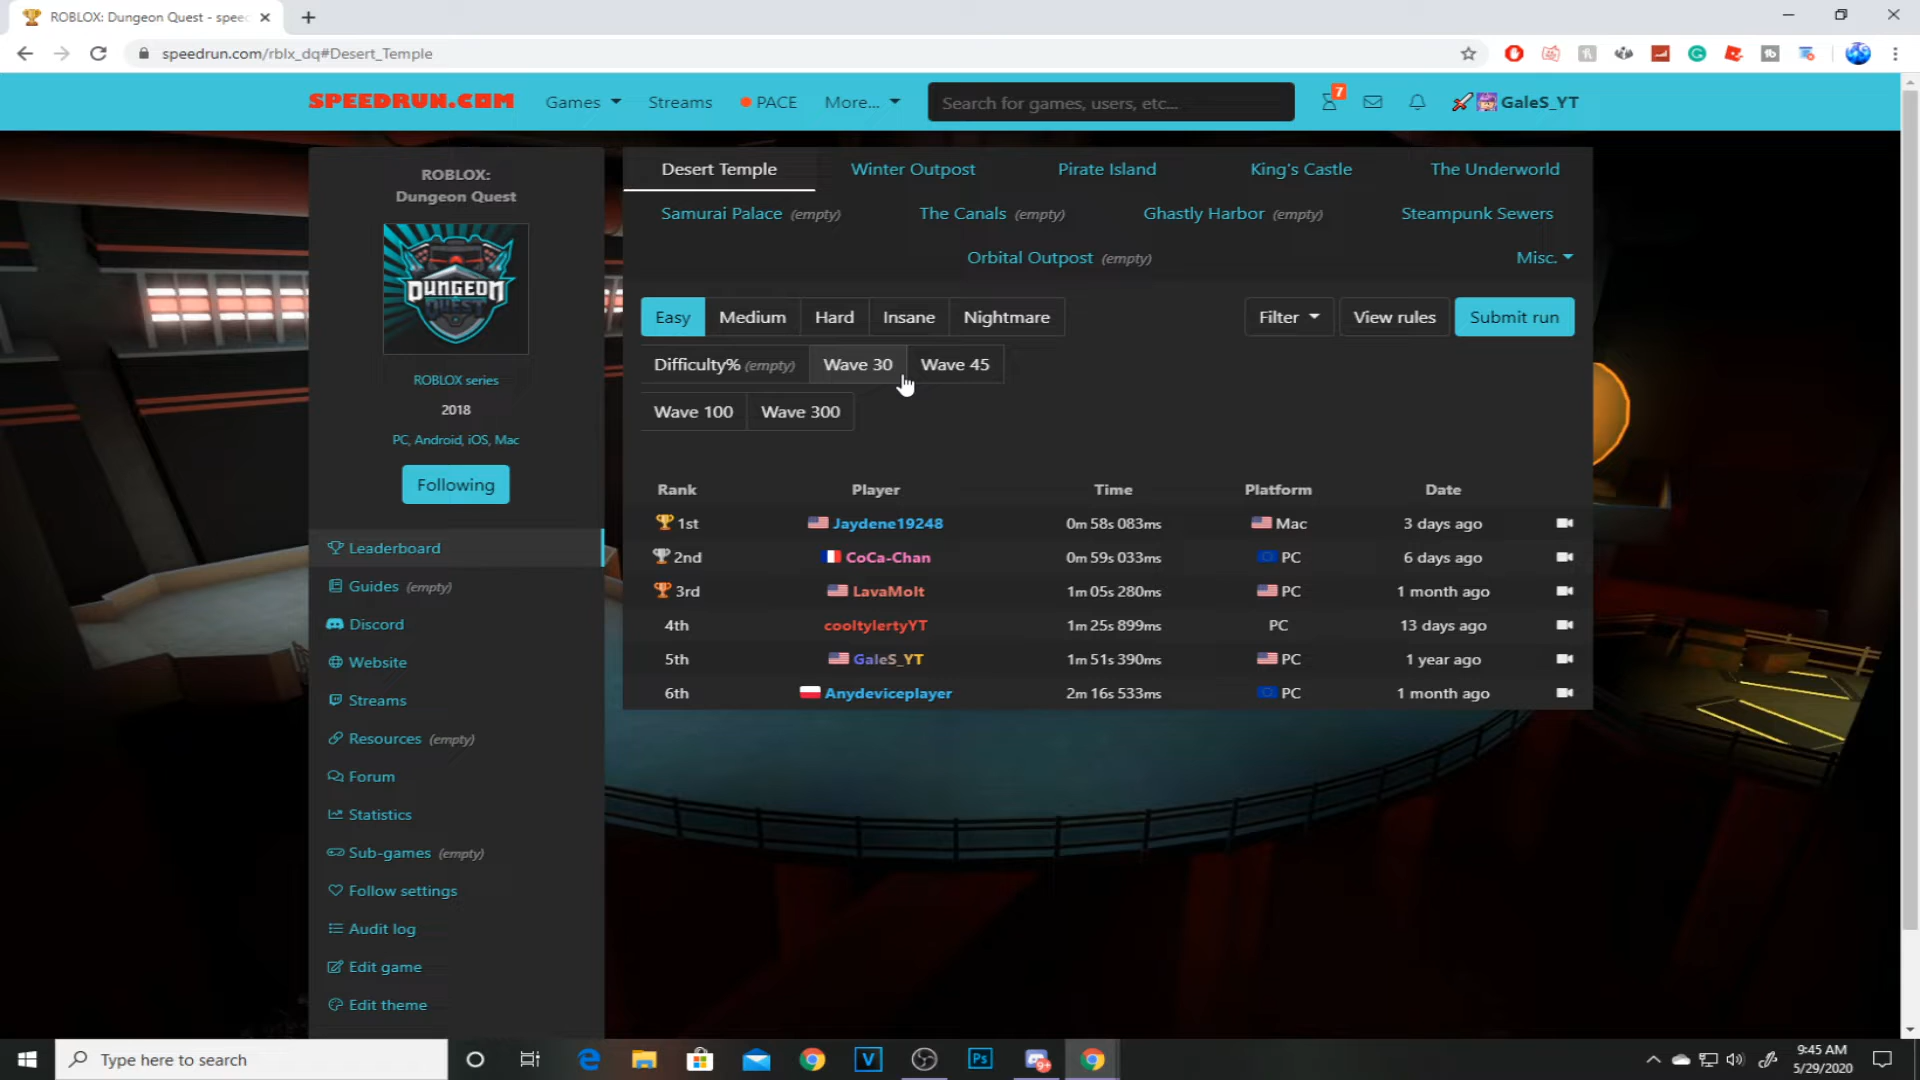 ROBLOX: Dungeon Quest - speed
speedrun.com/rblx_dq#Desert_Temple
SPEEDRUN.COM
Games
Streams
PACE
More...
Search for games, users, etc...
7
GaleS_YT
ROBLOX:
Dungeon Quest
DUNGEON
QUEST
ROBLOX series
2018
PC, Android, iOS, Mac
Following
Leaderboard
Guides (empty)
Discord
Website
Streams
Resources (empty)
Forum
Statistics
Sub-games (empty)
Follow settings
Audit log
Edit game
Edit theme
Desert Temple Winter Outpost Pirate Island King's Castle The Underworld
Samurai Palace (empty) The Canals (empty) Ghastly Harbor (empty) Steampunk Sewers
Orbital Outpost (empty) Misc.
Easy Medium Hard Insane Nightmare Filter View rules Submit run
Difficulty% (empty) Wave 30 Wave 45
Wave 100 Wave 300
Rank Player Time Platform Date
1st Jaydene19248 0m 58s 083ms Mac 3 days ago
2nd CoCa-Chan 0m 59s 033ms PC 6 days ago
3rd LavaMolt 1m 05s 280ms PC 1 month ago
4th cooltylertyYT 1m 25s 899ms PC 13 days ago
5th GaleS_YT 1m 51s 390ms PC 1 year ago
6th Anydeviceplayer 2m 16s 533ms PC 1 month ago
Type here to search
V
Ps
9:45 AM
5/29/2020